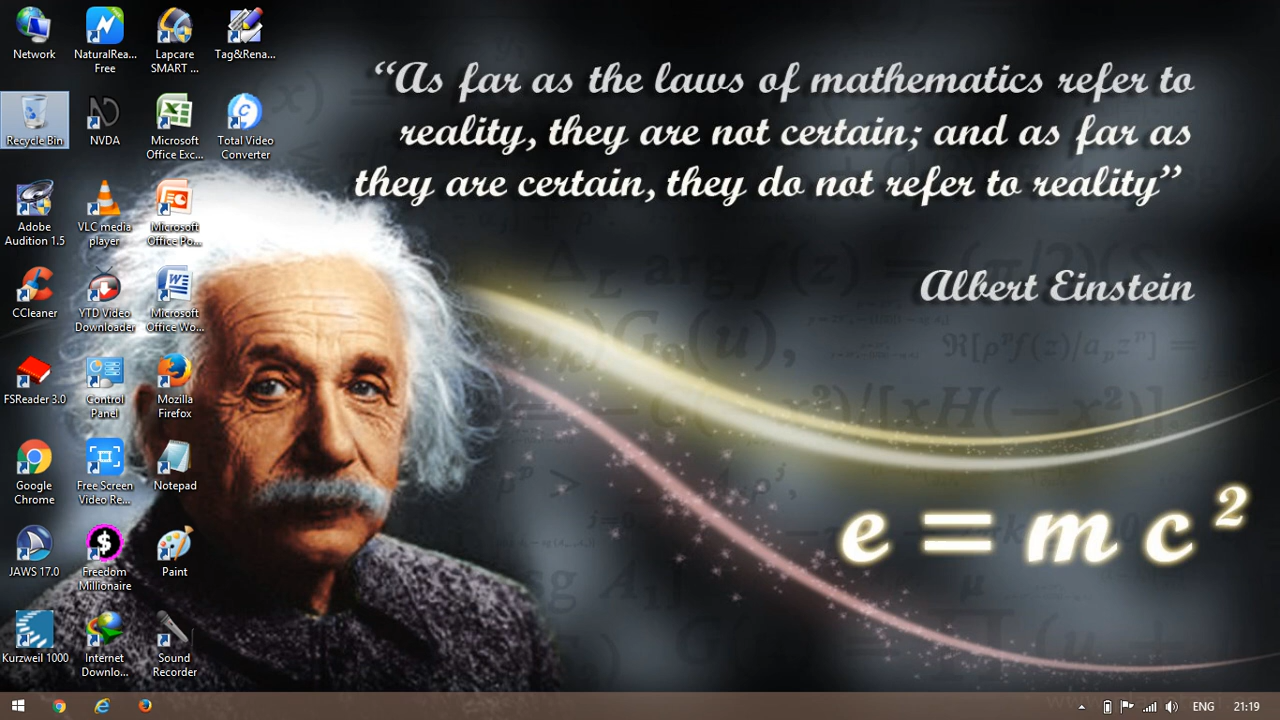 Network
NaturalRea...
Free
Lapcare
SMART ...
Tag&Rena...
Recycle Bin
NVDA
Microsoft
Office Exc...
Total Video
Converter
Adobe
Audition 1.5
VLC media
player
Microsoft
Office Po...
CCleaner
YTD Video
Downloader
Microsoft
Office Wo...
FSReader 3.0
Control
Panel
Mozilla
Firefox
Google
Chrome
Free Screen
Video Re...
Notepad
JAWS 17.0
Freedom
Millionaire
Paint
Kurzweil 1000
Internet
Downlo...
Sound
Recorder
“As far as the laws of mathematics refer to
reality, they are not certain; and as far as
they are certain, they do not refer to reality”
Albert Einstein
e = m c²
ENG
21:19